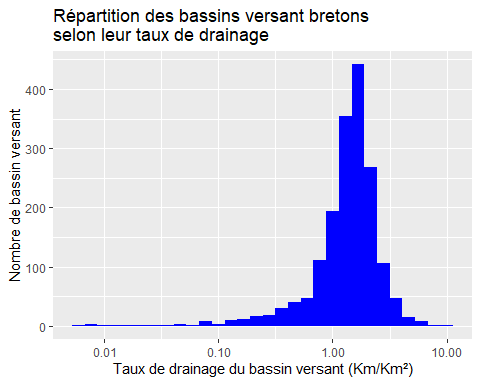 Répartition des bassins versant bretons
selon leur taux de drainage
Nombre de bassin versant
400
300
200
100
0
0.01 0.10 1.00 10.00
Taux de drainage du bassin versant (Km/Km²)